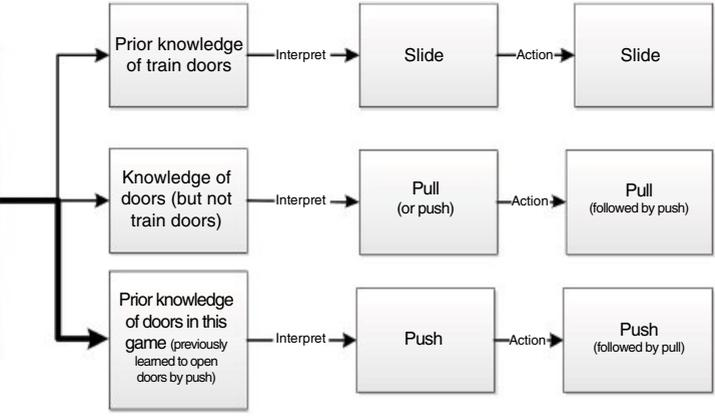 Prior knowledge
of train doors
Interpret
Slide
Action
Slide
Knowledge of
doors (but not
train doors)
Interpret
Pull
(or push)
Action
Pull
(followed by push)
Prior knowledge
of doors in this
game (previously
learned to open
doors by push)
Interpret
Push
Action
Push
(followed by pull)